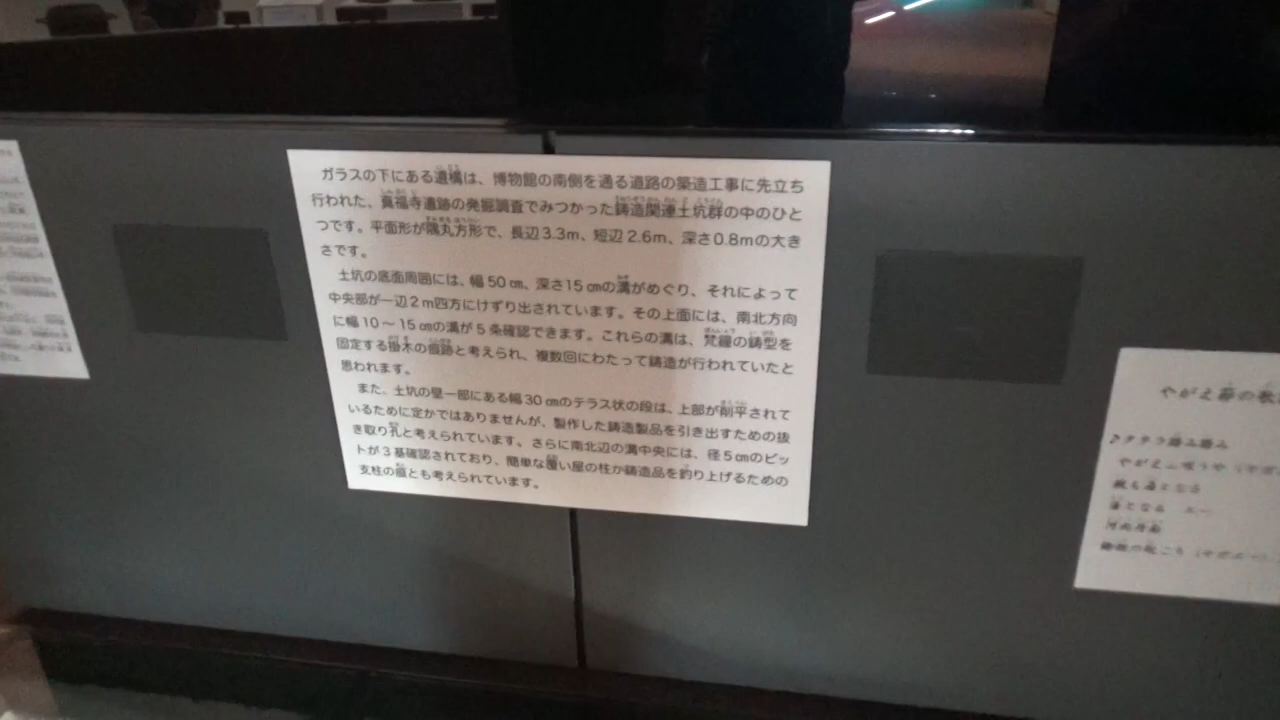 ガラスの下にある遺構は、博物館の南側を通る道路の築造工事に先立ち
行われた、真福寺遺跡の発掘調査でみつかった鋳造関連土坑群の中のひと
つです。平面形が隅丸方形で、長辺3.3m、短辺2.6m、深さ0.8mの大き
さです。
土坑の底面周囲には、幅50㎝、深さ15㎝の溝がめぐり、それによって
中央部が一辺2m四方にけずり出されています。その上面には、南北方向
に幅10～15㎝の溝が5条確認できます。これらの溝は、梵鐘の鋳型を
固定する掛木の痕跡と考えられ、複数回にわたって鋳造が行われていたと
思われます。
また、土坑の壁一部にある幅30㎝のテラス状の段は、上部が削平されて
いるために定かではありませんが、製作した鋳造製品を引き出すための抜
き取り孔と考えられています。さらに南北辺の溝中央には、径5㎝のピッ
トが3基確認されており、簡単な覆い屋の柱か鋳造品を釣り上げるための
支柱の痕とも考えられています。